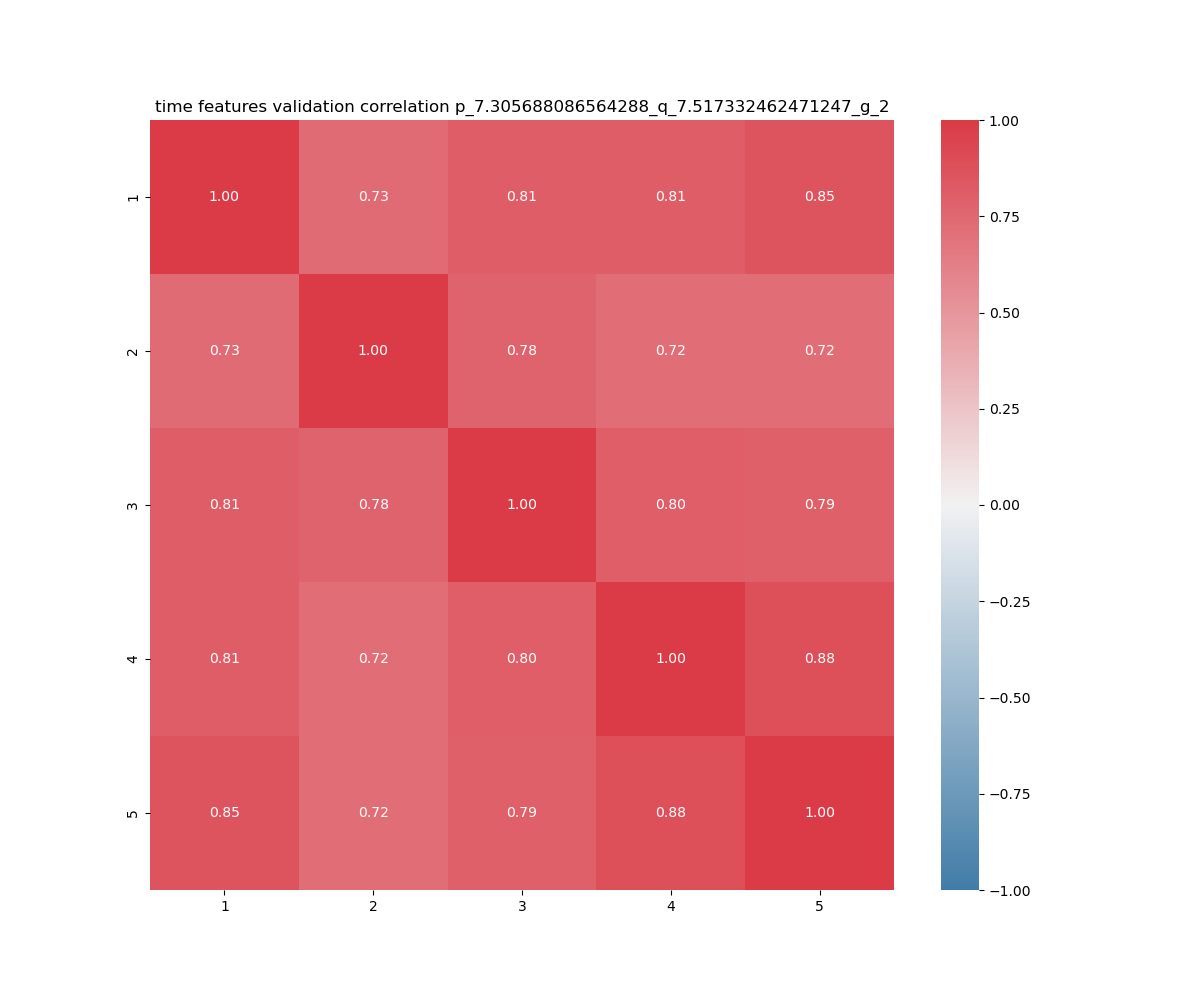 time features validation correlation p_7.305688086564288_q_7.517332462471247_g_2
1 1.00 0.73 0.81 0.81 0.85
2 0.73 1.00 0.78 0.72 0.72
3 0.81 0.78 1.00 0.80 0.79
4 0.81 0.72 0.80 1.00 0.88
5 0.85 0.72 0.79 0.88 1.00
1 2 3 4 5
1.00
0.75
0.50
0.25
0.00
−0.25
−0.50
−0.75
−1.00